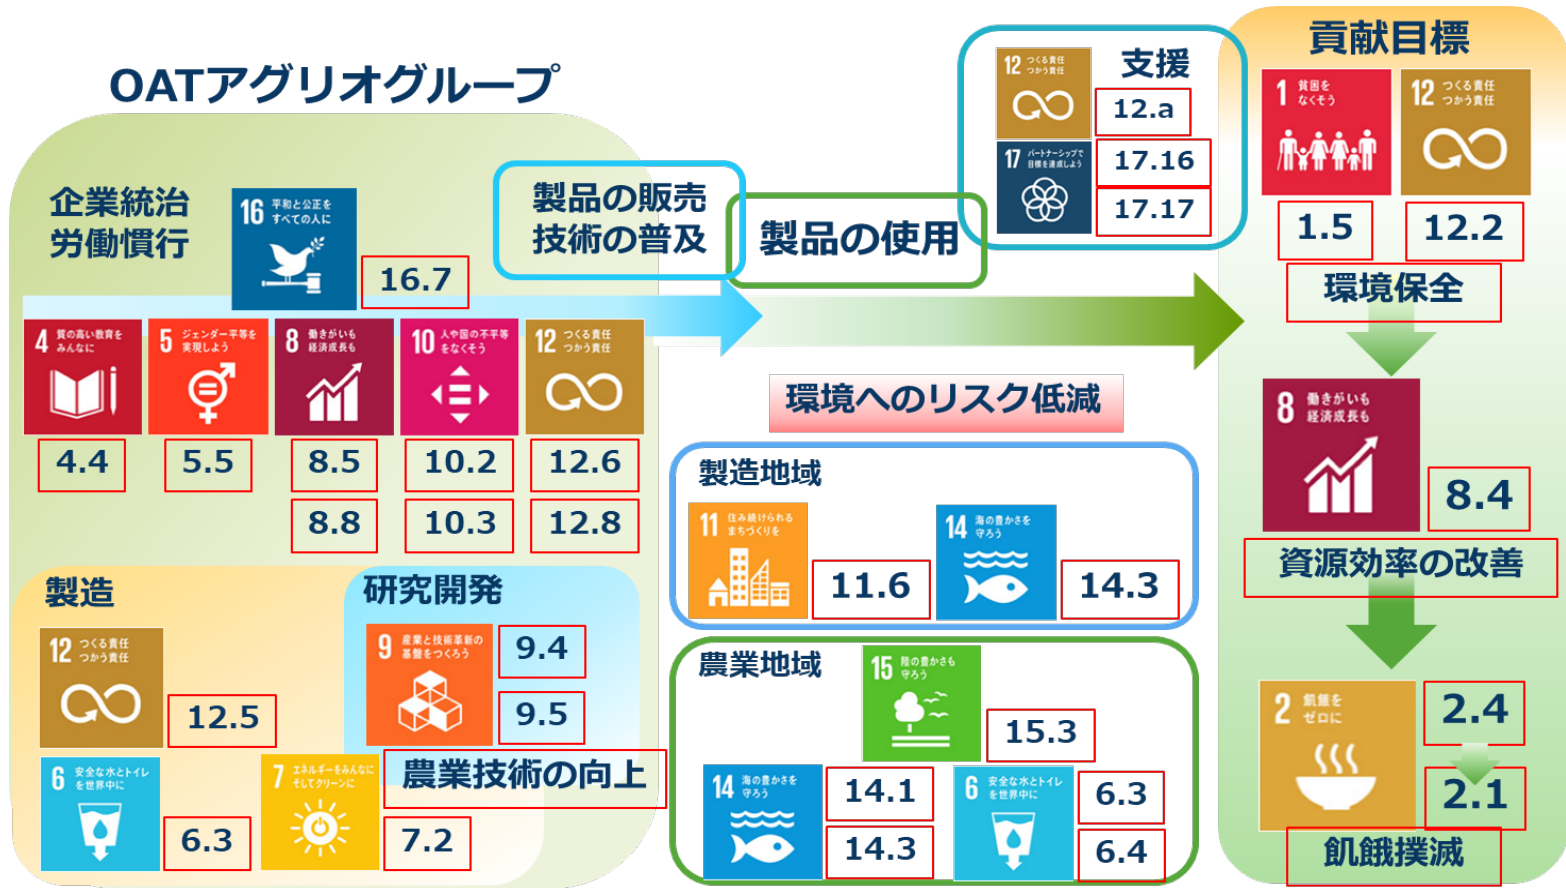 OATアグリオグループ
企業統治
労働慣行
16 平和と公正を
すべての人に
16.7
4 質の高い教育を
みんなに
4.4
5 ジェンダー平等を
実現しよう
5.5
8 働きがいも
経済成長も
8.5
8.8
10 人や国の不平等
をなくそう
10.2
10.3
12 つくる責任
つかう責任
12.6
12.8
製造
12 つくる責任
つかう責任
12.5
6 安全な水とトイレ
を世界中に
6.3
7 エネルギーをみんなに
そしてクリーンに
7.2
研究開発
9 産業と技術革新の
基盤をつくろう
9.4
9.5
農業技術の向上
製品の販売
技術の普及
製品の使用
12 つくる責任
つかう責任
支援
12.a
17 パートナーシップで
目標を達成しよう
17.16
17.17
環境へのリスク低減
製造地域
11 住み続けられる
まちづくりを
11.6
14 海の豊かさを
守ろう
14.3
農業地域
15 陸の豊かさも
守ろう
15.3
14 海の豊かさを
守ろう
14.1
14.3
6 安全な水とトイレ
を世界中に
6.3
6.4
貢献目標
1 貧困を
なくそう
1.5
12 つくる責任
つかう責任
12.2
環境保全
8 働きがいも
経済成長も
8.4
資源効率の改善
2 飢餓を
ゼロに
2.4
2.1
飢餓撲滅